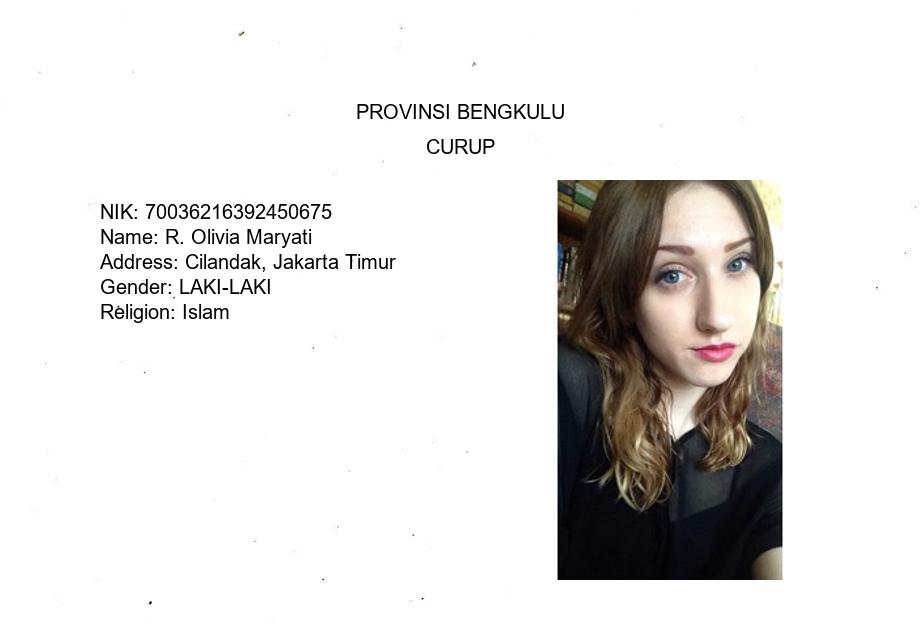 PROVINSI BENGKULU
CURUP
NIK: 70036216392450675
Name: R. Olivia Maryati
Address: Cilandak, Jakarta Timur
Gender: LAKI-LAKI
Religion: Islam